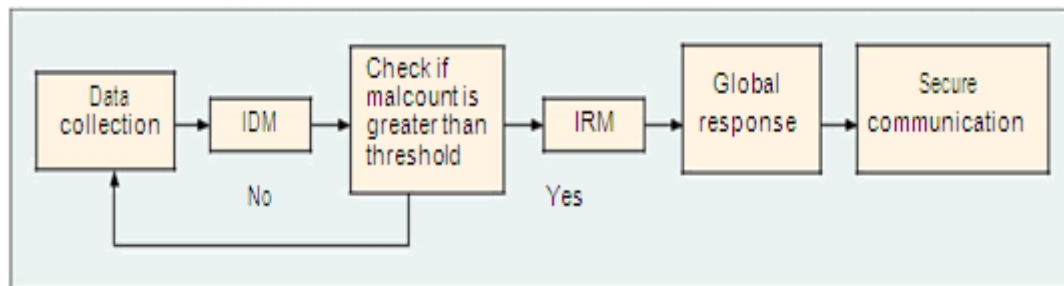 Data
collection
IDM
Check if
malcount is
greater than
threshold
IRM
Global
response
Secure
communication
No
Yes